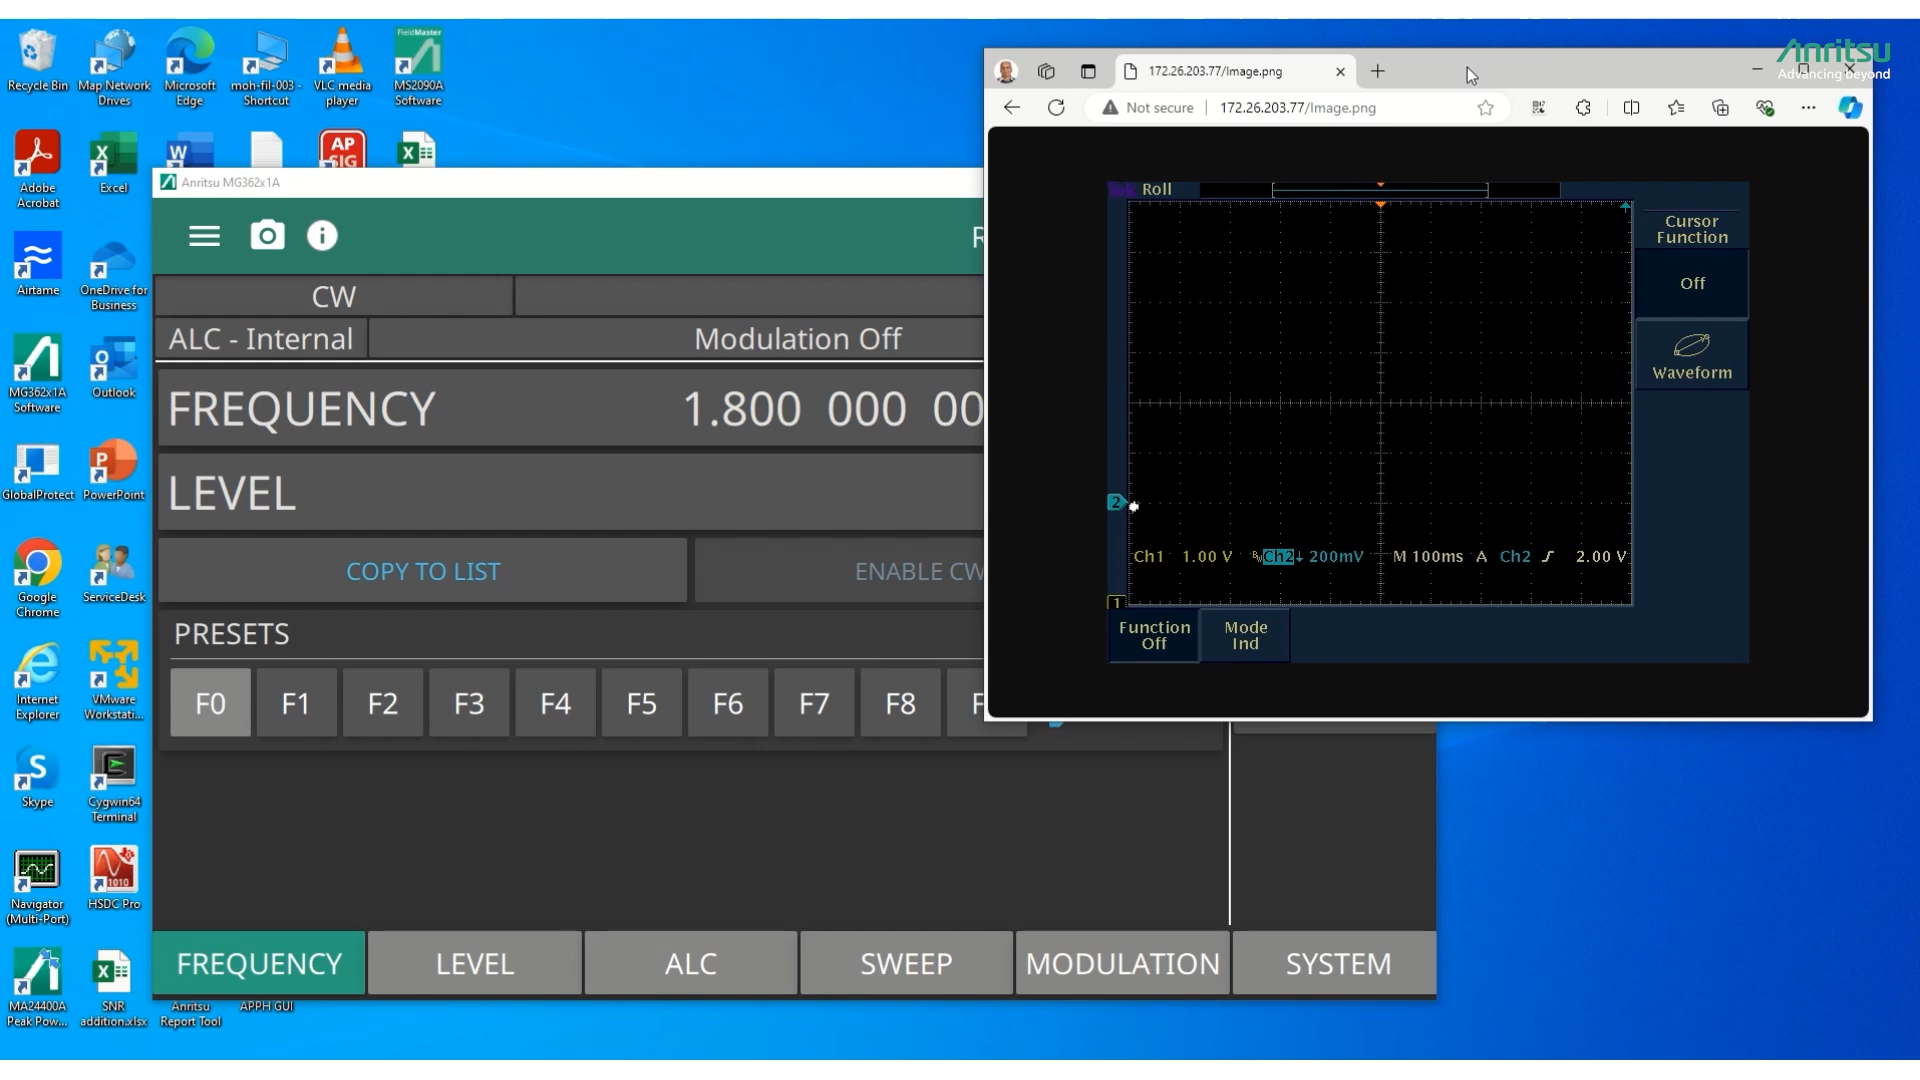 Recycle Bin
Map Network
Drives
Microsoft
Edge
moh-fil-003 -
Shortcut
VLC media
player
FieldMaster
MS2090A
Software
Adobe
Acrobat
Excel
AP
SIG
Airtame
OneDrive for
Business
MG362x1A
Software
Outlook
GlobalProtect
PowerPoint
Google
Chrome
ServiceDesk
Internet
Explorer
VMware
Workstati...
Skype
Cygwin64
Terminal
Navigator
(Multi-Port)
1010
HSDC Pro
MA24400A
Peak Pow...
SNR
addition.xlsx
Anritsu
Report Tool
APPH GUI
Anritsu MG362x1A
CW
ALC - Internal
Modulation Off
FREQUENCY
1.800 000 00
LEVEL
COPY TO LIST
ENABLE CW
PRESETS
F0
F1
F2
F3
F4
F5
F6
F7
F8
FREQUENCY
LEVEL
ALC
SWEEP
MODULATION
SYSTEM
172.26.203.77/Image.png
Anritsu
Advancing beyond
Not secure
172.26.203.77/Image.png
Roll
Cursor
Function
Off
Waveform
2
Ch1 1.00 V
Ch2 200mV
M 100ms A Ch2 2.00 V
1
Function
Off
Mode
Ind